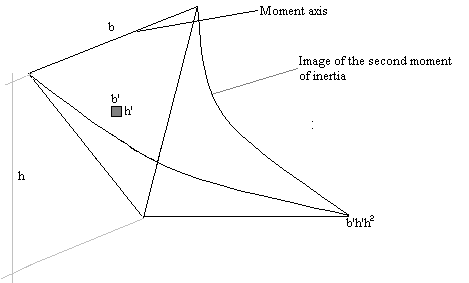 b
Moment axis
Image of the second moment
of inertia
b'
h'
:
h
b'h'h²